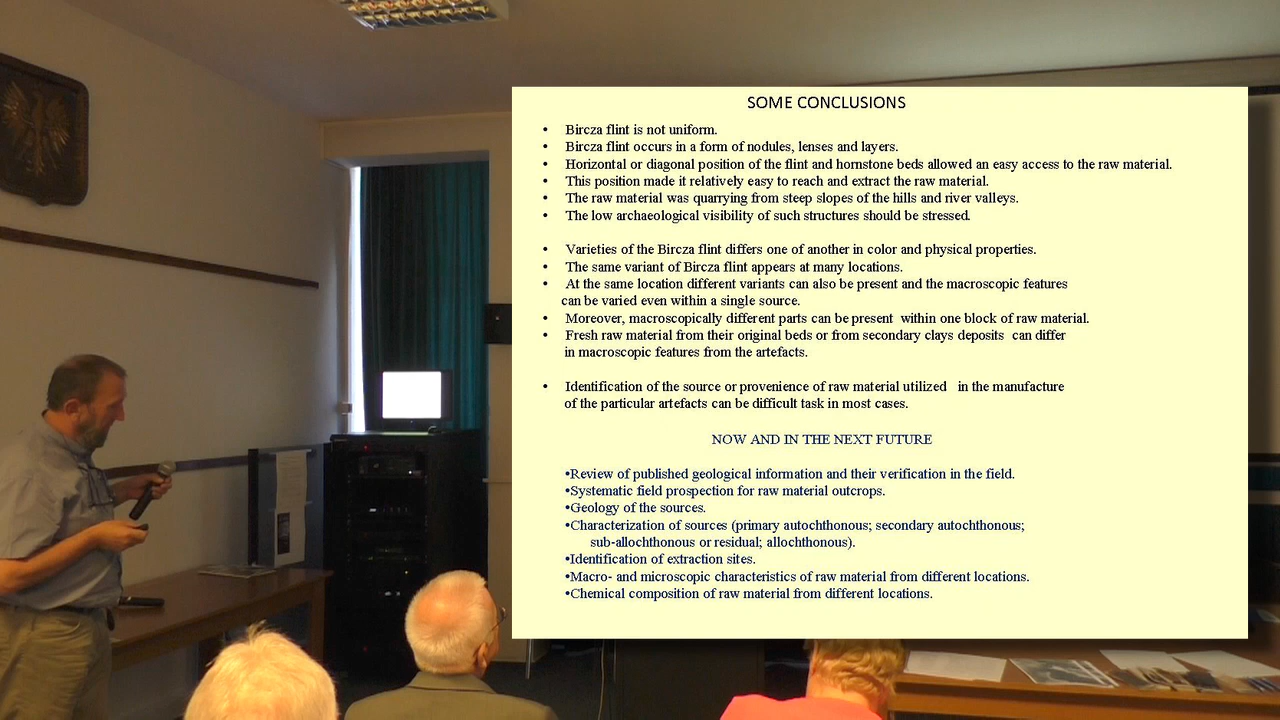 SOME CONCLUSIONS
• Bircza flint is not uniform.
• Bircza flint occurs in a form of nodules, lenses and layers.
• Horizontal or diagonal position of the flint and hornstone beds allowed an easy access to the raw material.
• This position made it relatively easy to reach and extract the raw material.
• The raw material was quarrying from steep slopes of the hills and river valleys.
• The low archaeological visibility of such structures should be stressed.
• Varieties of the Bircza flint differs one of another in color and physical properties.
• The same variant of Bircza flint appears at many locations.
• At the same location different variants can also be present and the macroscopic features
can be varied even within a single source.
• Moreover, macroscopically different parts can be present within one block of raw material.
• Fresh raw material from their original beds or from secondary clays deposits can differ
in macroscopic features from the artefacts.
• Identification of the source or provenience of raw material utilized in the manufacture
of the particular artefacts can be difficult task in most cases.
NOW AND IN THE NEXT FUTURE
•Review of published geological information and their verification in the field.
•Systematic field prospection for raw material outcrops.
•Geology of the sources.
•Characterization of sources (primary autochthonous; secondary autochthonous;
sub-allochthonous or residual; allochthonous).
•Identification of extraction sites.
•Macro- and microscopic characteristics of raw material from different locations.
•Chemical composition of raw material from different locations.